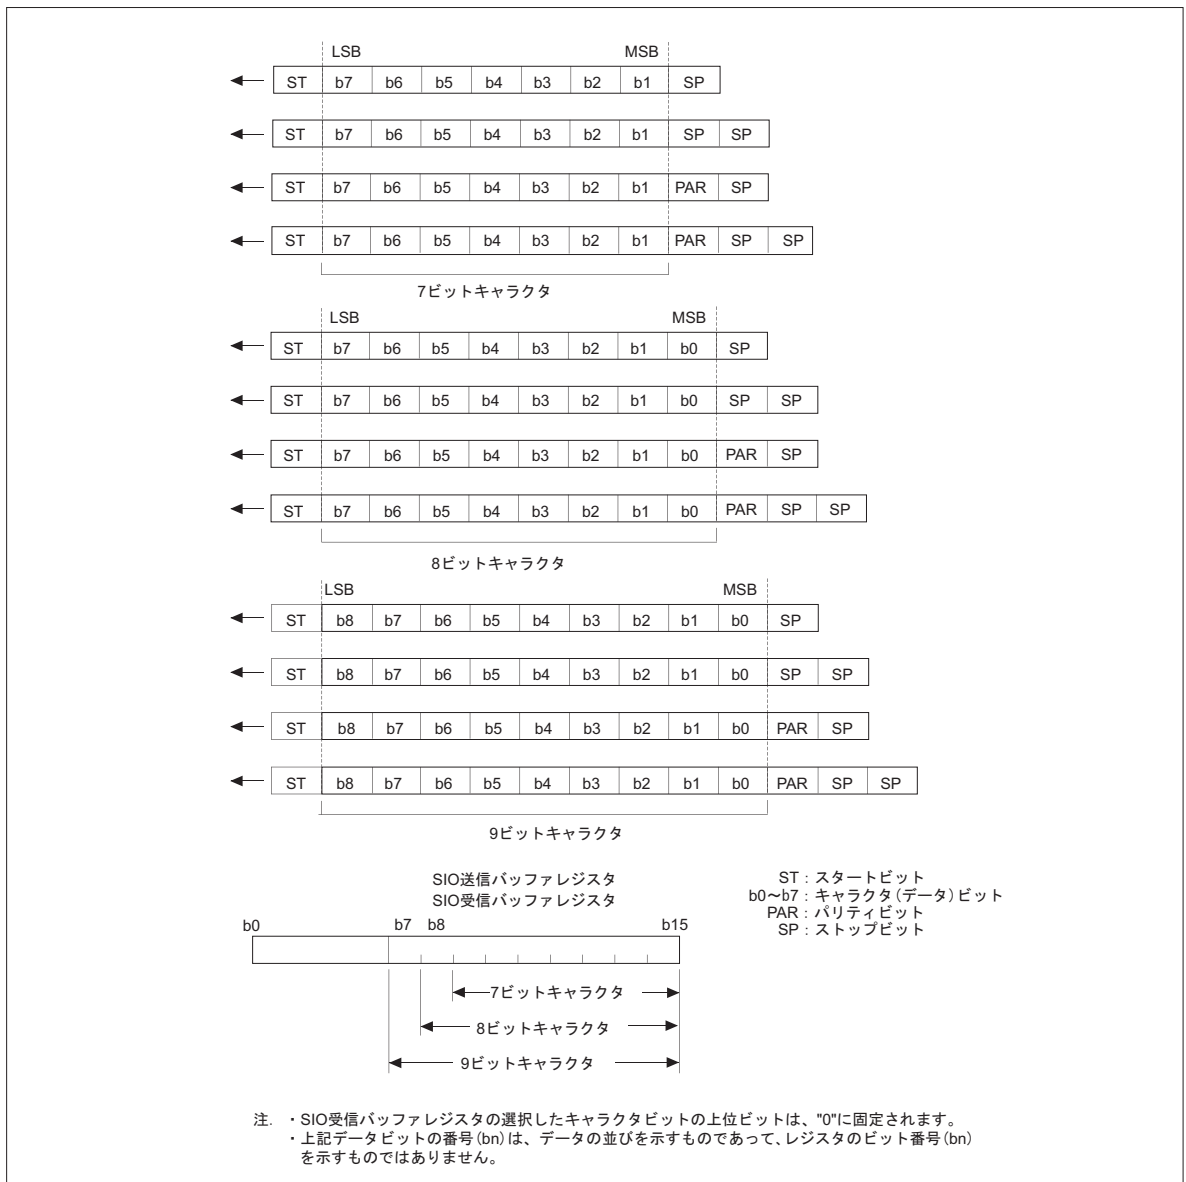 LSB MSB
ST b7 b6 b5 b4 b3 b2 b1 SP
ST b7 b6 b5 b4 b3 b2 b1 SP SP
ST b7 b6 b5 b4 b3 b2 b1 PAR SP
ST b7 b6 b5 b4 b3 b2 b1 PAR SP SP
7ビットキャラクタ
LSB MSB
ST b7 b6 b5 b4 b3 b2 b1 b0 SP
ST b7 b6 b5 b4 b3 b2 b1 b0 SP SP
ST b7 b6 b5 b4 b3 b2 b1 b0 PAR SP
ST b7 b6 b5 b4 b3 b2 b1 b0 PAR SP SP
8ビットキャラクタ
LSB MSB
ST b8 b7 b6 b5 b4 b3 b2 b1 b0 SP
ST b8 b7 b6 b5 b4 b3 b2 b1 b0 SP SP
ST b8 b7 b6 b5 b4 b3 b2 b1 b0 PAR SP
ST b8 b7 b6 b5 b4 b3 b2 b1 b0 PAR SP SP
9ビットキャラクタ
SIO送信バッファレジスタ
SIO受信バッファレジスタ
b0 b7 b8 b15
7ビットキャラクタ
8ビットキャラクタ
9ビットキャラクタ
ST : スタートビット
b0〜b7 : キャラクタ(データ)ビット
PAR : パリティビット
SP : ストップビット
注. ・SIO受信バッファレジスタの選択したキャラクタビットの上位ビットは、"0"に固定されます。
・上記データビットの番号(bn)は、データの並びを示すものであって、レジスタのビット番号(bn)
を示すものではありません。